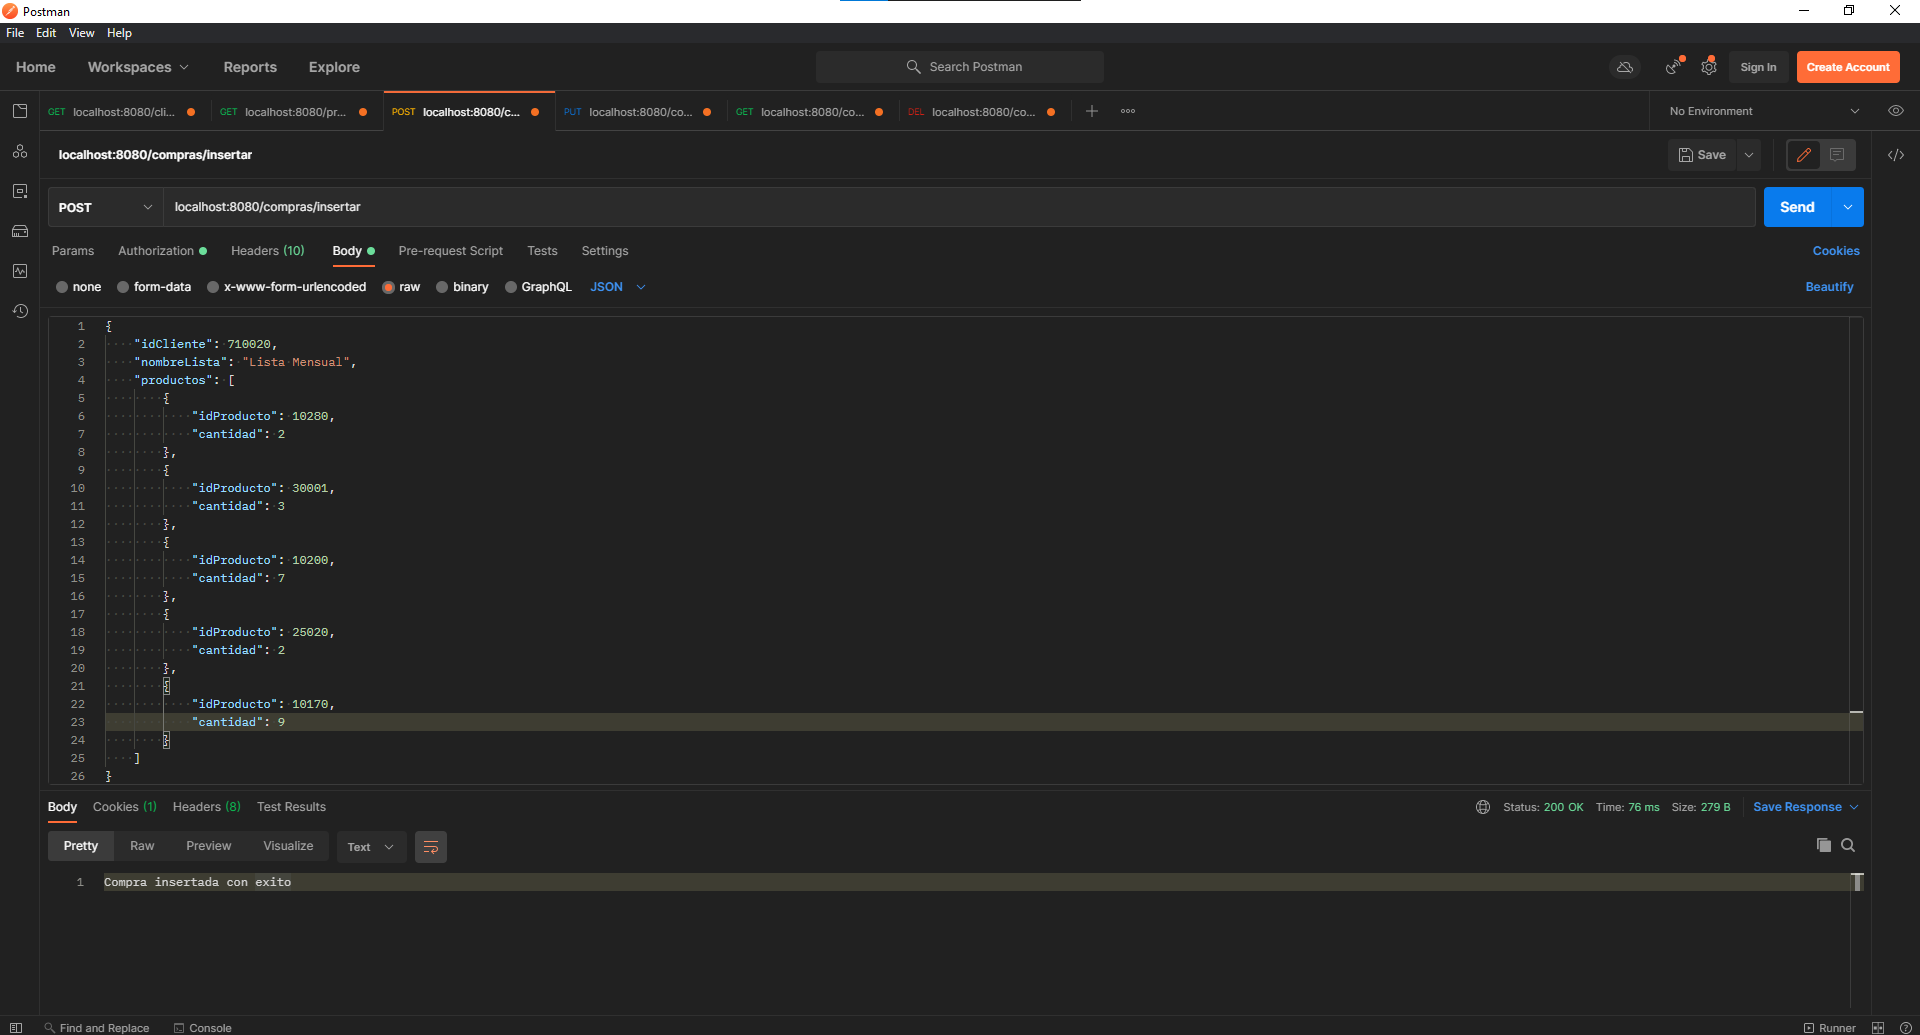 Postman
File Edit View Help
Home Workspaces Reports Explore Search Postman Sign In Create Account
GET localhost:8080/cli... GET localhost:8080/pr... POST localhost:8080/c... PUT localhost:8080/co... GET localhost:8080/co... DEL localhost:8080/co... No Environment
localhost:8080/compras/insertar Save
POST localhost:8080/compras/insertar Send
Params Authorization Headers (10) Body Pre-request Script Tests Settings Cookies
none form-data x-www-form-urlencoded raw binary GraphQL JSON Beautify
1 {
2 "idCliente": 710020,
3 "nombreLista": "Lista Mensual",
4 "productos": [
5 {
6 "idProducto": 10280,
7 "cantidad": 2
8 },
9 {
10 "idProducto": 30001,
11 "cantidad": 3
12 },
13 {
14 "idProducto": 10200,
15 "cantidad": 7
16 },
17 {
18 "idProducto": 25020,
19 "cantidad": 2
20 },
21 {
22 "idProducto": 10170,
23 "cantidad": 9
24 }
25 ]
26 }
Body Cookies (1) Headers (8) Test Results Status: 200 OK Time: 76 ms Size: 279 B Save Response
Pretty Raw Preview Visualize Text
1 Compra insertada con exito
Find and Replace Console Runner